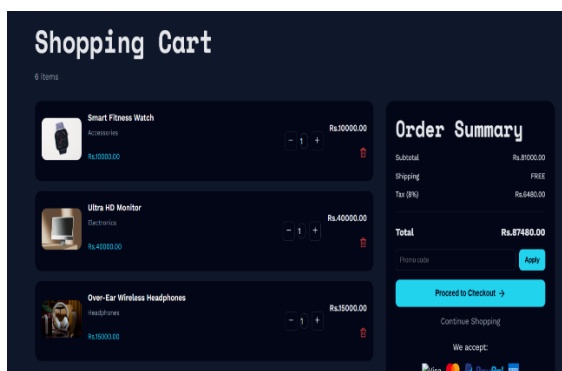 Shopping Cart
6 items
Smart Fitness Watch
Accessories
Rs.10000.00
- 1 +
Rs.10000.00
Ultra HD Monitor
Electronics
Rs.40000.00
- 1 +
Rs.40000.00
Over-Ear Wireless Headphones
Headphones
Rs.15000.00
- 1 +
Rs.15000.00
Order Summary
Subtotal Rs.81000.00
Shipping FREE
Tax (8%) Rs.6480.00
Total Rs.87480.00
Promo code Apply
Proceed to Checkout →
Continue Shopping
We accept:
Visa PayPal